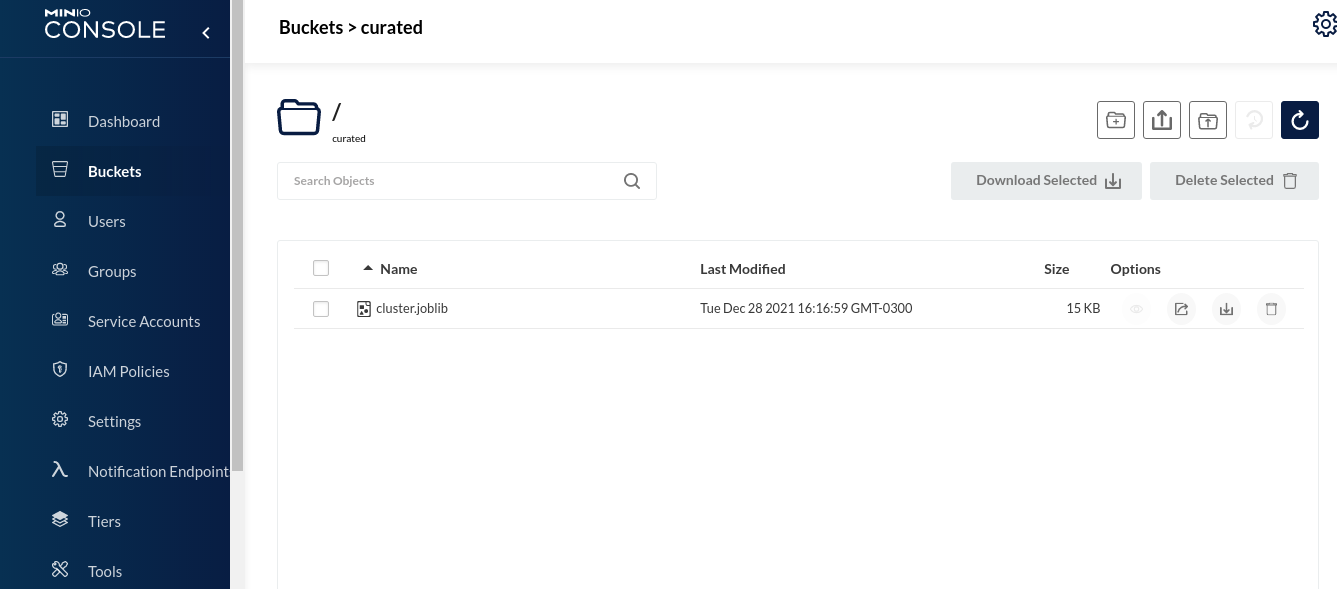 MINIO
CONSOLE
Buckets > curated
/
curated
Search Objects
Download Selected
Delete Selected
Name Last Modified Size Options
cluster.joblib Tue Dec 28 2021 16:16:59 GMT-0300 15 KB
Dashboard
Buckets
Users
Groups
Service Accounts
IAM Policies
Settings
Notification Endpoint
Tiers
Tools